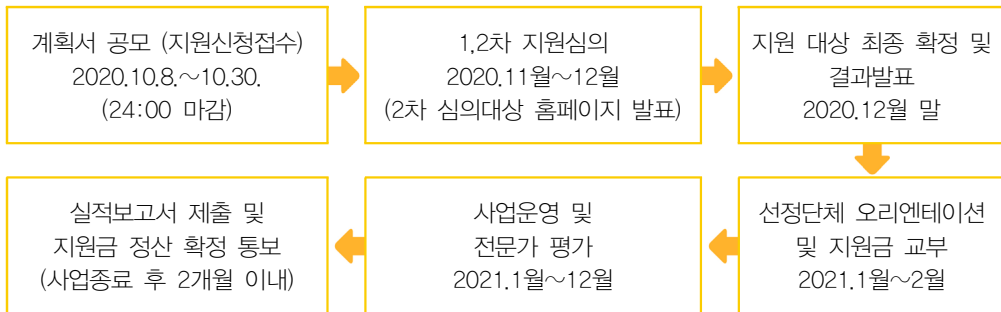 계획서 공모 (지원신청접수)
2020.10.8.~10.30.
(24:00 마감)
1,2차 지원심의
2020.11월~12월
(2차 심의대상 홈페이지 발표)
지원 대상 최종 확정 및
결과발표
2020.12월 말
선정단체 오리엔테이션
및 지원금 교부
2021.1월~2월
사업운영 및
전문가 평가
2021.1월~12월
실적보고서 제출 및
지원금 정산 확정 통보
(사업종료 후 2개월 이내)